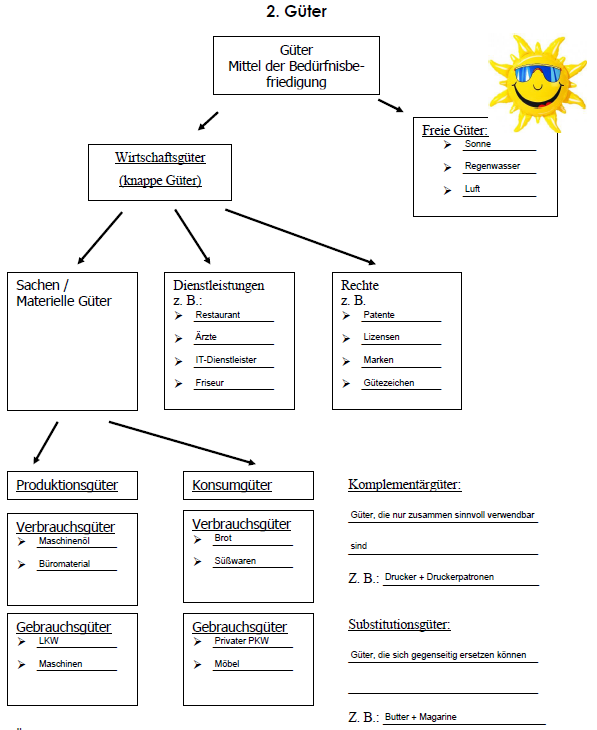 2. Güter
Güter
Mittel der Bedürfnisbe-
friedigung
Freie Güter:
Sonne
Regenwasser
Luft
Wirtschaftsgüter
(knappe Güter)
Sachen /
Materielle Güter
Dienstleistungen
z. B.:
Restaurant
Ärzte
IT-Dienstleister
Friseur
Rechte
z. B.
Patente
Lizensen
Marken
Gütezeichen
Produktionsgüter
Verbrauchsgüter
Maschinenöl
Büromaterial
Gebrauchsgüter
LKW
Maschinen
Konsumgüter
Verbrauchsgüter
Brot
Süßwaren
Gebrauchsgüter
Privater PKW
Möbel
Komplementärgüter:
Güter, die nur zusammen sinnvoll verwendbar
sind
Z. B.: Drucker + Druckerpatronen
Substitutionsgüter:
Güter, die sich gegenseitig ersetzen können
Z. B.: Butter + Magarine